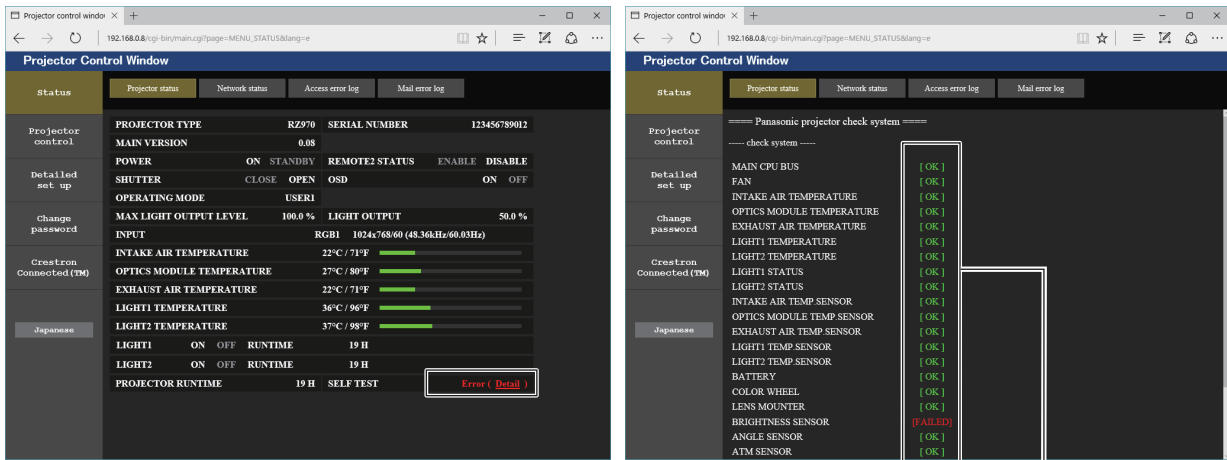 Projector control windov
192.168.0.8/cgi-bin/main.cgi?page=MENU_STATUS&lang=e
Projector Control Window
Status
Projector control
Detailed set up
Change password
Crestron Connected(TM)
Japanese
Projector status Network status Access error log Mail error log
PROJECTOR TYPE RZ970 SERIAL NUMBER 123456789012
MAIN VERSION 0.08
POWER ON STANDBY REMOTE2 STATUS ENABLE DISABLE
SHUTTER CLOSE OPEN OSD ON OFF
OPERATING MODE USER1
MAX LIGHT OUTPUT LEVEL 100.0 % LIGHT OUTPUT 50.0 %
INPUT RGB1 1024x768/60 (48.36kHz/60.03Hz)
INTAKE AIR TEMPERATURE 22°C / 71°F
OPTICS MODULE TEMPERATURE 27°C / 80°F
EXHAUST AIR TEMPERATURE 22°C / 71°F
LIGHT1 TEMPERATURE 36°C / 96°F
LIGHT2 TEMPERATURE 37°C / 98°F
LIGHT1 ON OFF RUNTIME 19 H
LIGHT2 ON OFF RUNTIME 19 H
PROJECTOR RUNTIME 19 H SELF TEST Error ( Detail )
Projector control windov
192.168.0.8/cgi-bin/main.cgi?page=MENU_STATUS&lang=e
Projector Control Window
Status
Projector control
Detailed set up
Change password
Crestron Connected(TM)
Japanese
Projector status Network status Access error log Mail error log
==== Panasonic projector check system ====
----- check system -----
MAIN CPU BUS [ OK ]
FAN [ OK ]
INTAKE AIR TEMPERATURE [ OK ]
OPTICS MODULE TEMPERATURE [ OK ]
EXHAUST AIR TEMPERATURE [ OK ]
LIGHT1 TEMPERATURE [ OK ]
LIGHT2 TEMPERATURE [ OK ]
LIGHT1 STATUS [ OK ]
LIGHT2 STATUS [ OK ]
INTAKE AIR TEMP.SENSOR [ OK ]
OPTICS MODULE TEMP.SENSOR [ OK ]
EXHAUST AIR TEMP.SENSOR [ OK ]
LIGHT1 TEMP.SENSOR [ OK ]
LIGHT2 TEMP.SENSOR [ OK ]
BATTERY [ OK ]
COLOR WHEEL [ OK ]
LENS MOUNTER [ OK ]
BRIGHTNESS SENSOR [FAILED]
ANGLE SENSOR [ OK ]
ATM SENSOR [ OK ]